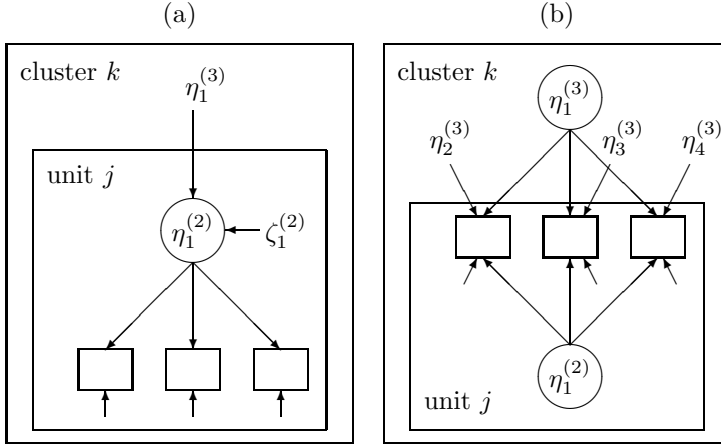 (a)
cluster k
η₁⁽³⁾
unit j
η₁⁽²⁾
ζ₁⁽²⁾
(b)
cluster k
η₁⁽³⁾
η₂⁽³⁾
η₃⁽³⁾
η₄⁽³⁾
η₁⁽²⁾
unit j